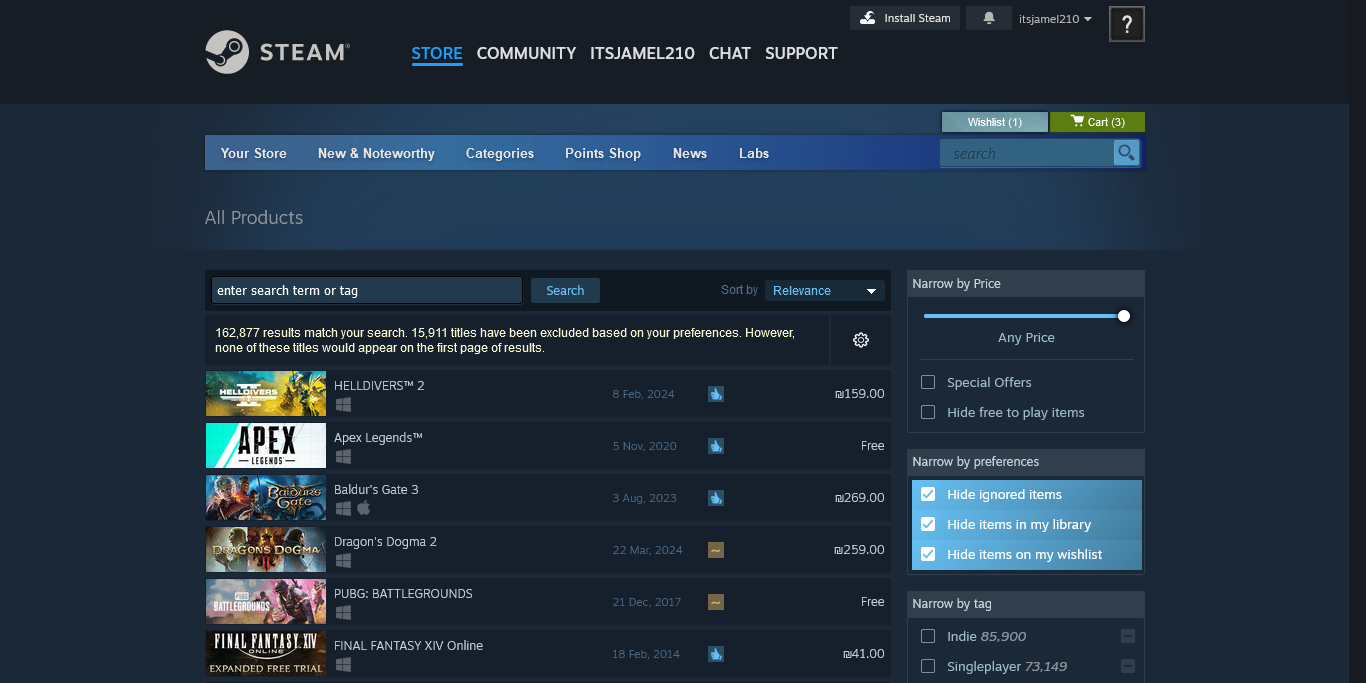 Install Steam
itsjamel210
?
STEAM®
STORE COMMUNITY ITSJAMEL210 CHAT SUPPORT
Wishlist (1)
Cart (3)
Your Store New & Noteworthy Categories Points Shop News Labs
search
All Products
enter search term or tag
Search
Sort by Relevance
162,877 results match your search. 15,911 titles have been excluded based on your preferences. However,
none of these titles would appear on the first page of results.
HELLDIVERS II
HELLDIVERS™ 2
8 Feb, 2024
₪159.00
APEX
LEGENDS
Apex Legends™
5 Nov, 2020
Free
BALDUR'S
GATE
Baldur's Gate 3
3 Aug, 2023
₪269.00
DRAGON'S DOGMA
II
Dragon's Dogma 2
22 Mar, 2024
₪259.00
PUBG
BATTLEGROUNDS
PUBG: BATTLEGROUNDS
21 Dec, 2017
Free
FINAL FANTASY XIV
ONLINE
EXPANDED FREE TRIAL
FINAL FANTASY XIV Online
18 Feb, 2014
₪41.00
Narrow by Price
Any Price
Special Offers
Hide free to play items
Narrow by preferences
Hide ignored items
Hide items in my library
Hide items on my wishlist
Narrow by tag
Indie 85,900
Singleplayer 73,149